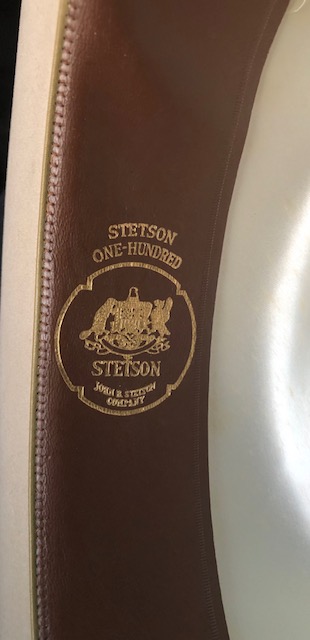 STETSON
ONE-HUNDRED
STETSON
JOHN B. STETSON
COMPANY